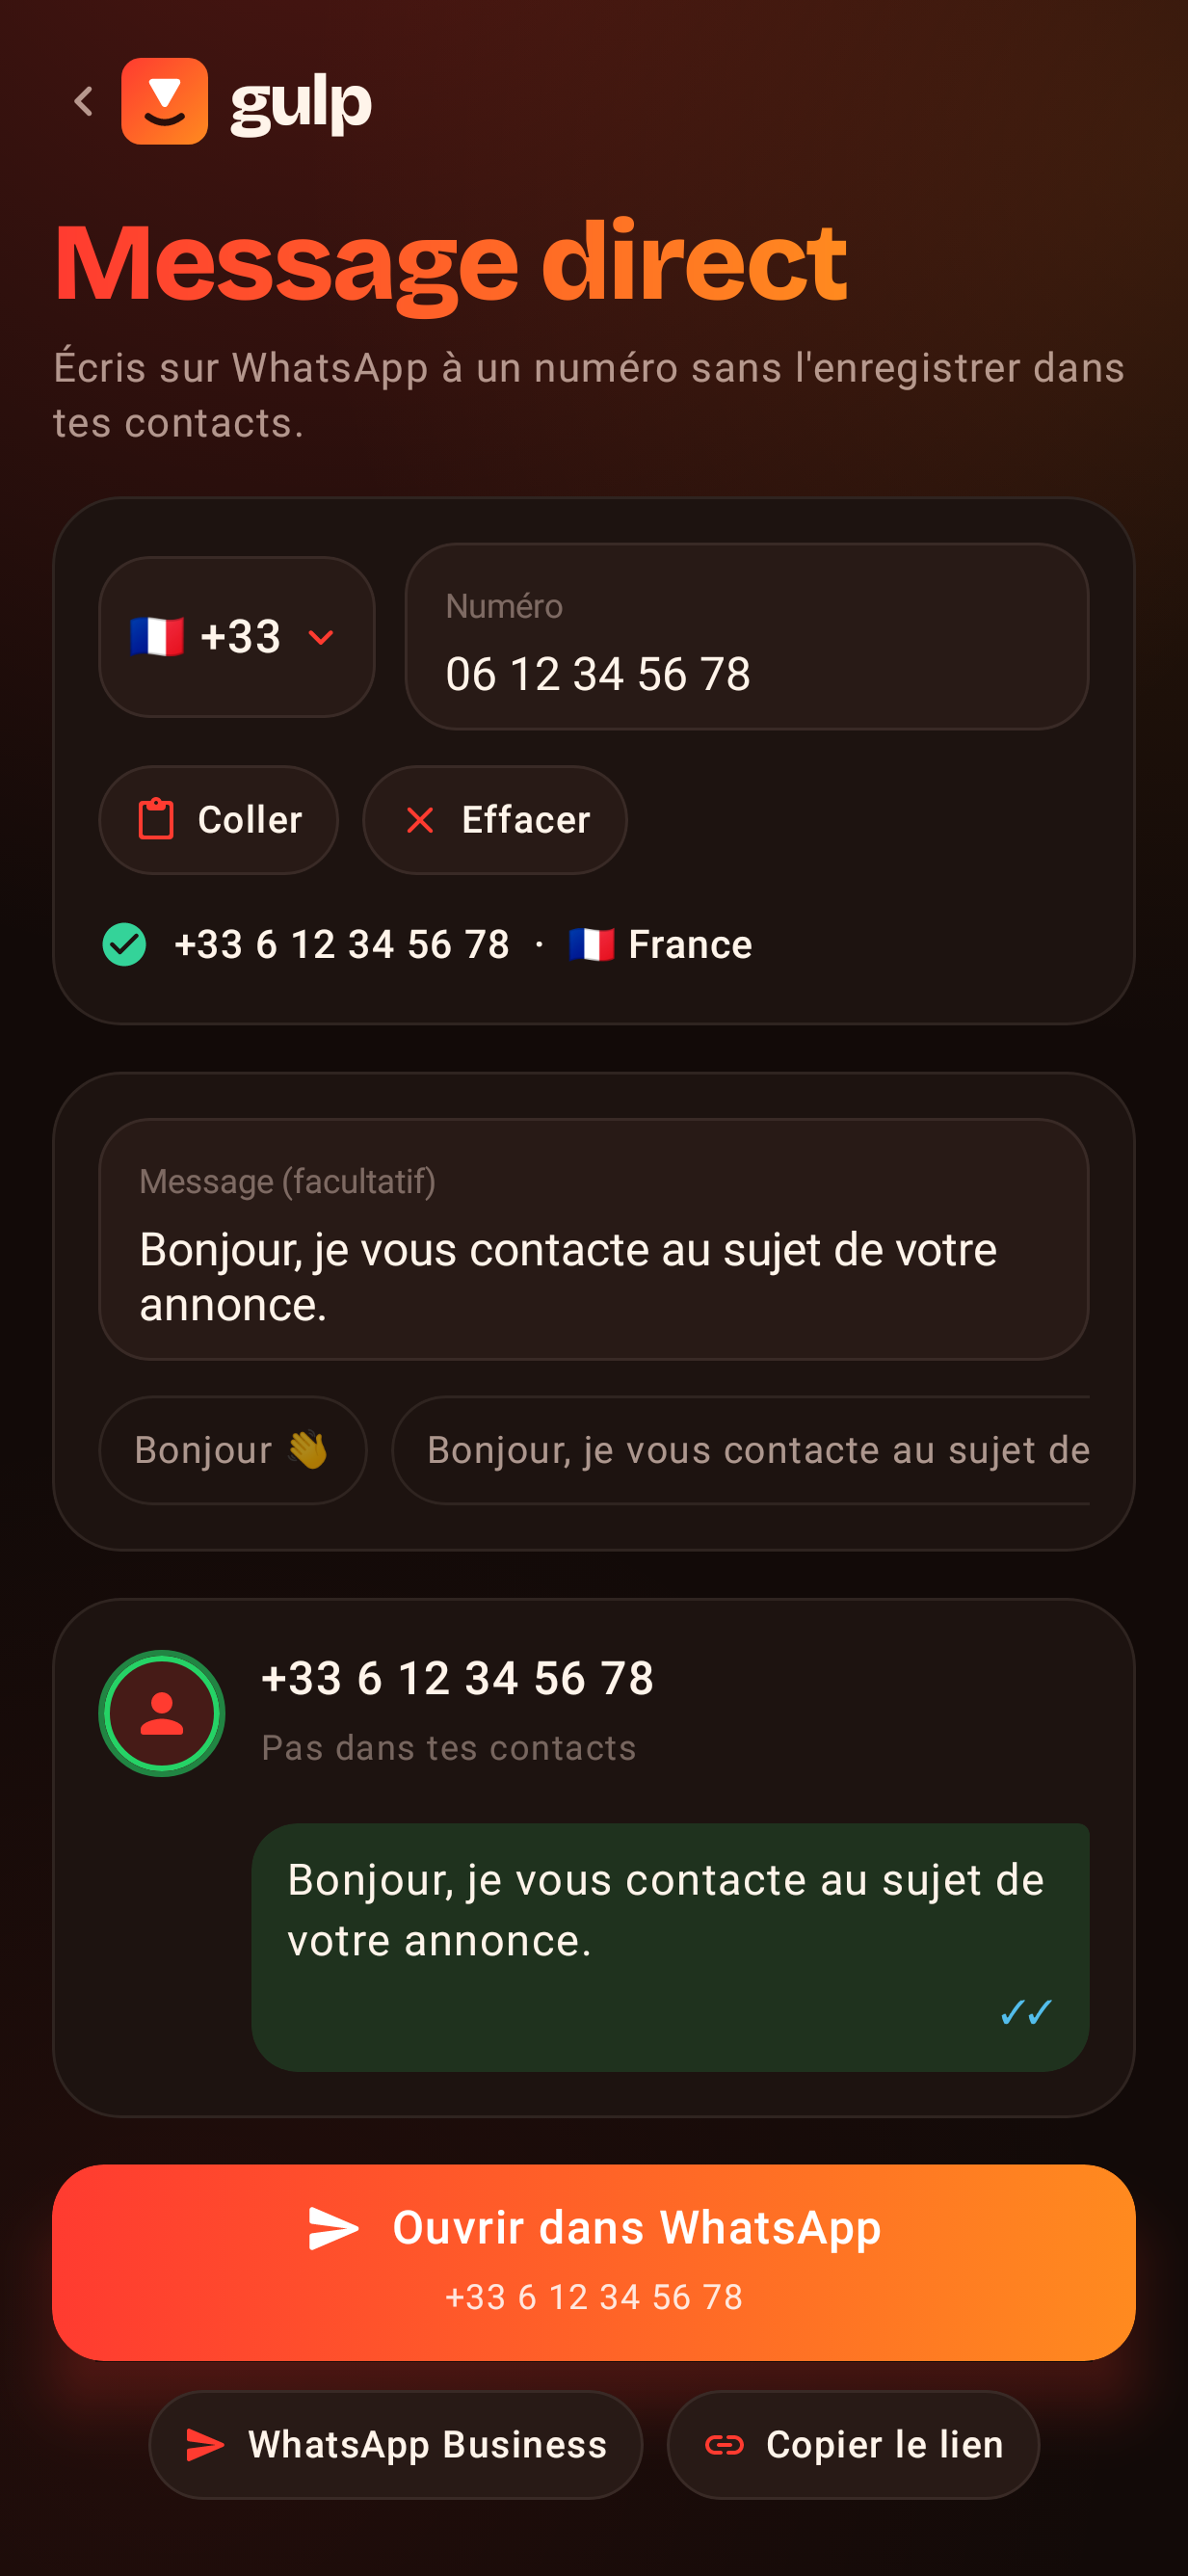 gulp
Message direct
Écris sur WhatsApp à un numéro sans l'enregistrer dans
tes contacts.
+33
Numéro
06 12 34 56 78
Coller
Effacer
+33 6 12 34 56 78 · France
Message (facultatif)
Bonjour, je vous contacte au sujet de votre
annonce.
Bonjour 👋
Bonjour, je vous contacte au sujet de
+33 6 12 34 56 78
Pas dans tes contacts
Bonjour, je vous contacte au sujet de
votre annonce.
✓✓
Ouvrir dans WhatsApp
+33 6 12 34 56 78
WhatsApp Business
Copier le lien